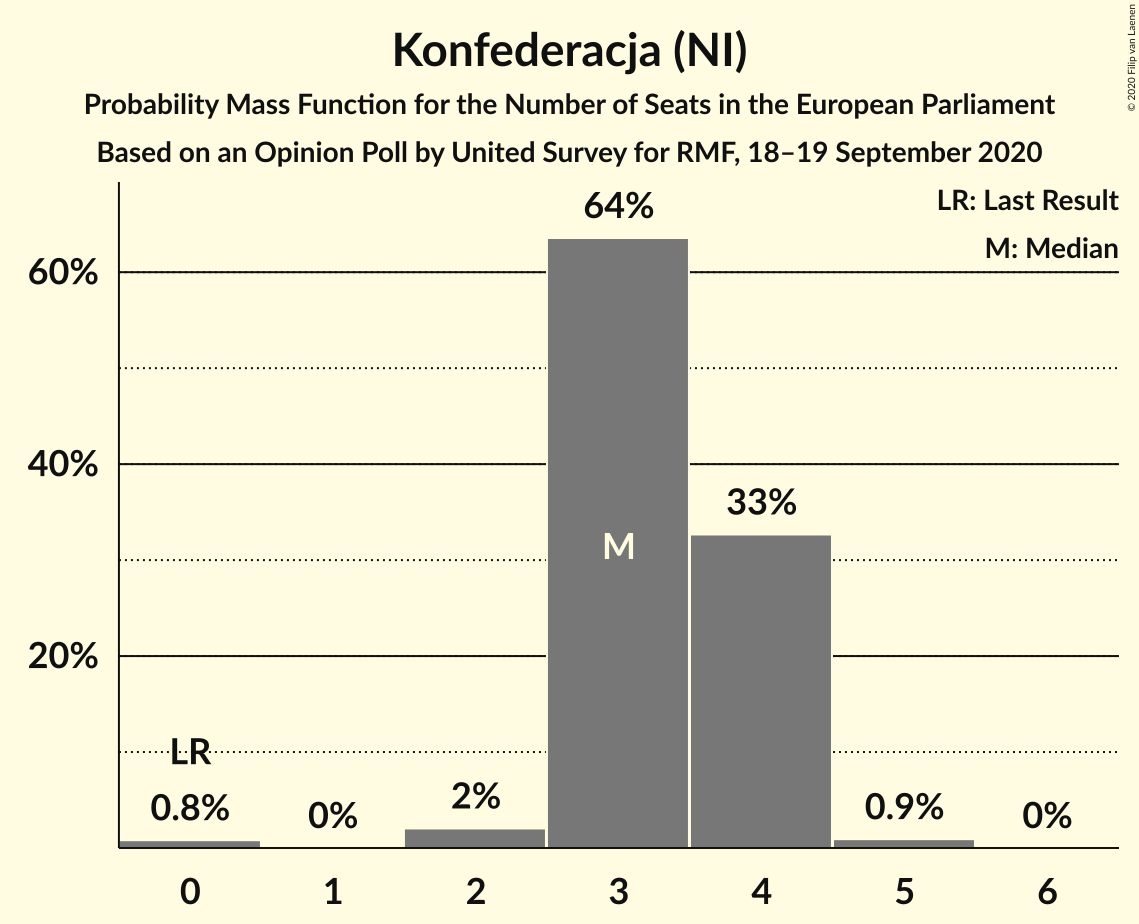 Konfederacja (NI)
Probability Mass Function for the Number of Seats in the European Parliament
Based on an Opinion Poll by United Survey for RMF, 18–19 September 2020
© 2020 Filip van Laenen
LR: Last Result
M: Median
64%
60%
40%
33%
M
20%
LR
0.8%
0%
2%
0.9%
0%
0 1 2 3 4 5 6